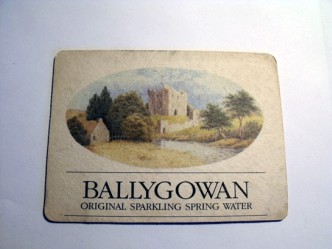 BALLYGOWAN
ORIGINAL SPARKLING SPRING WATER